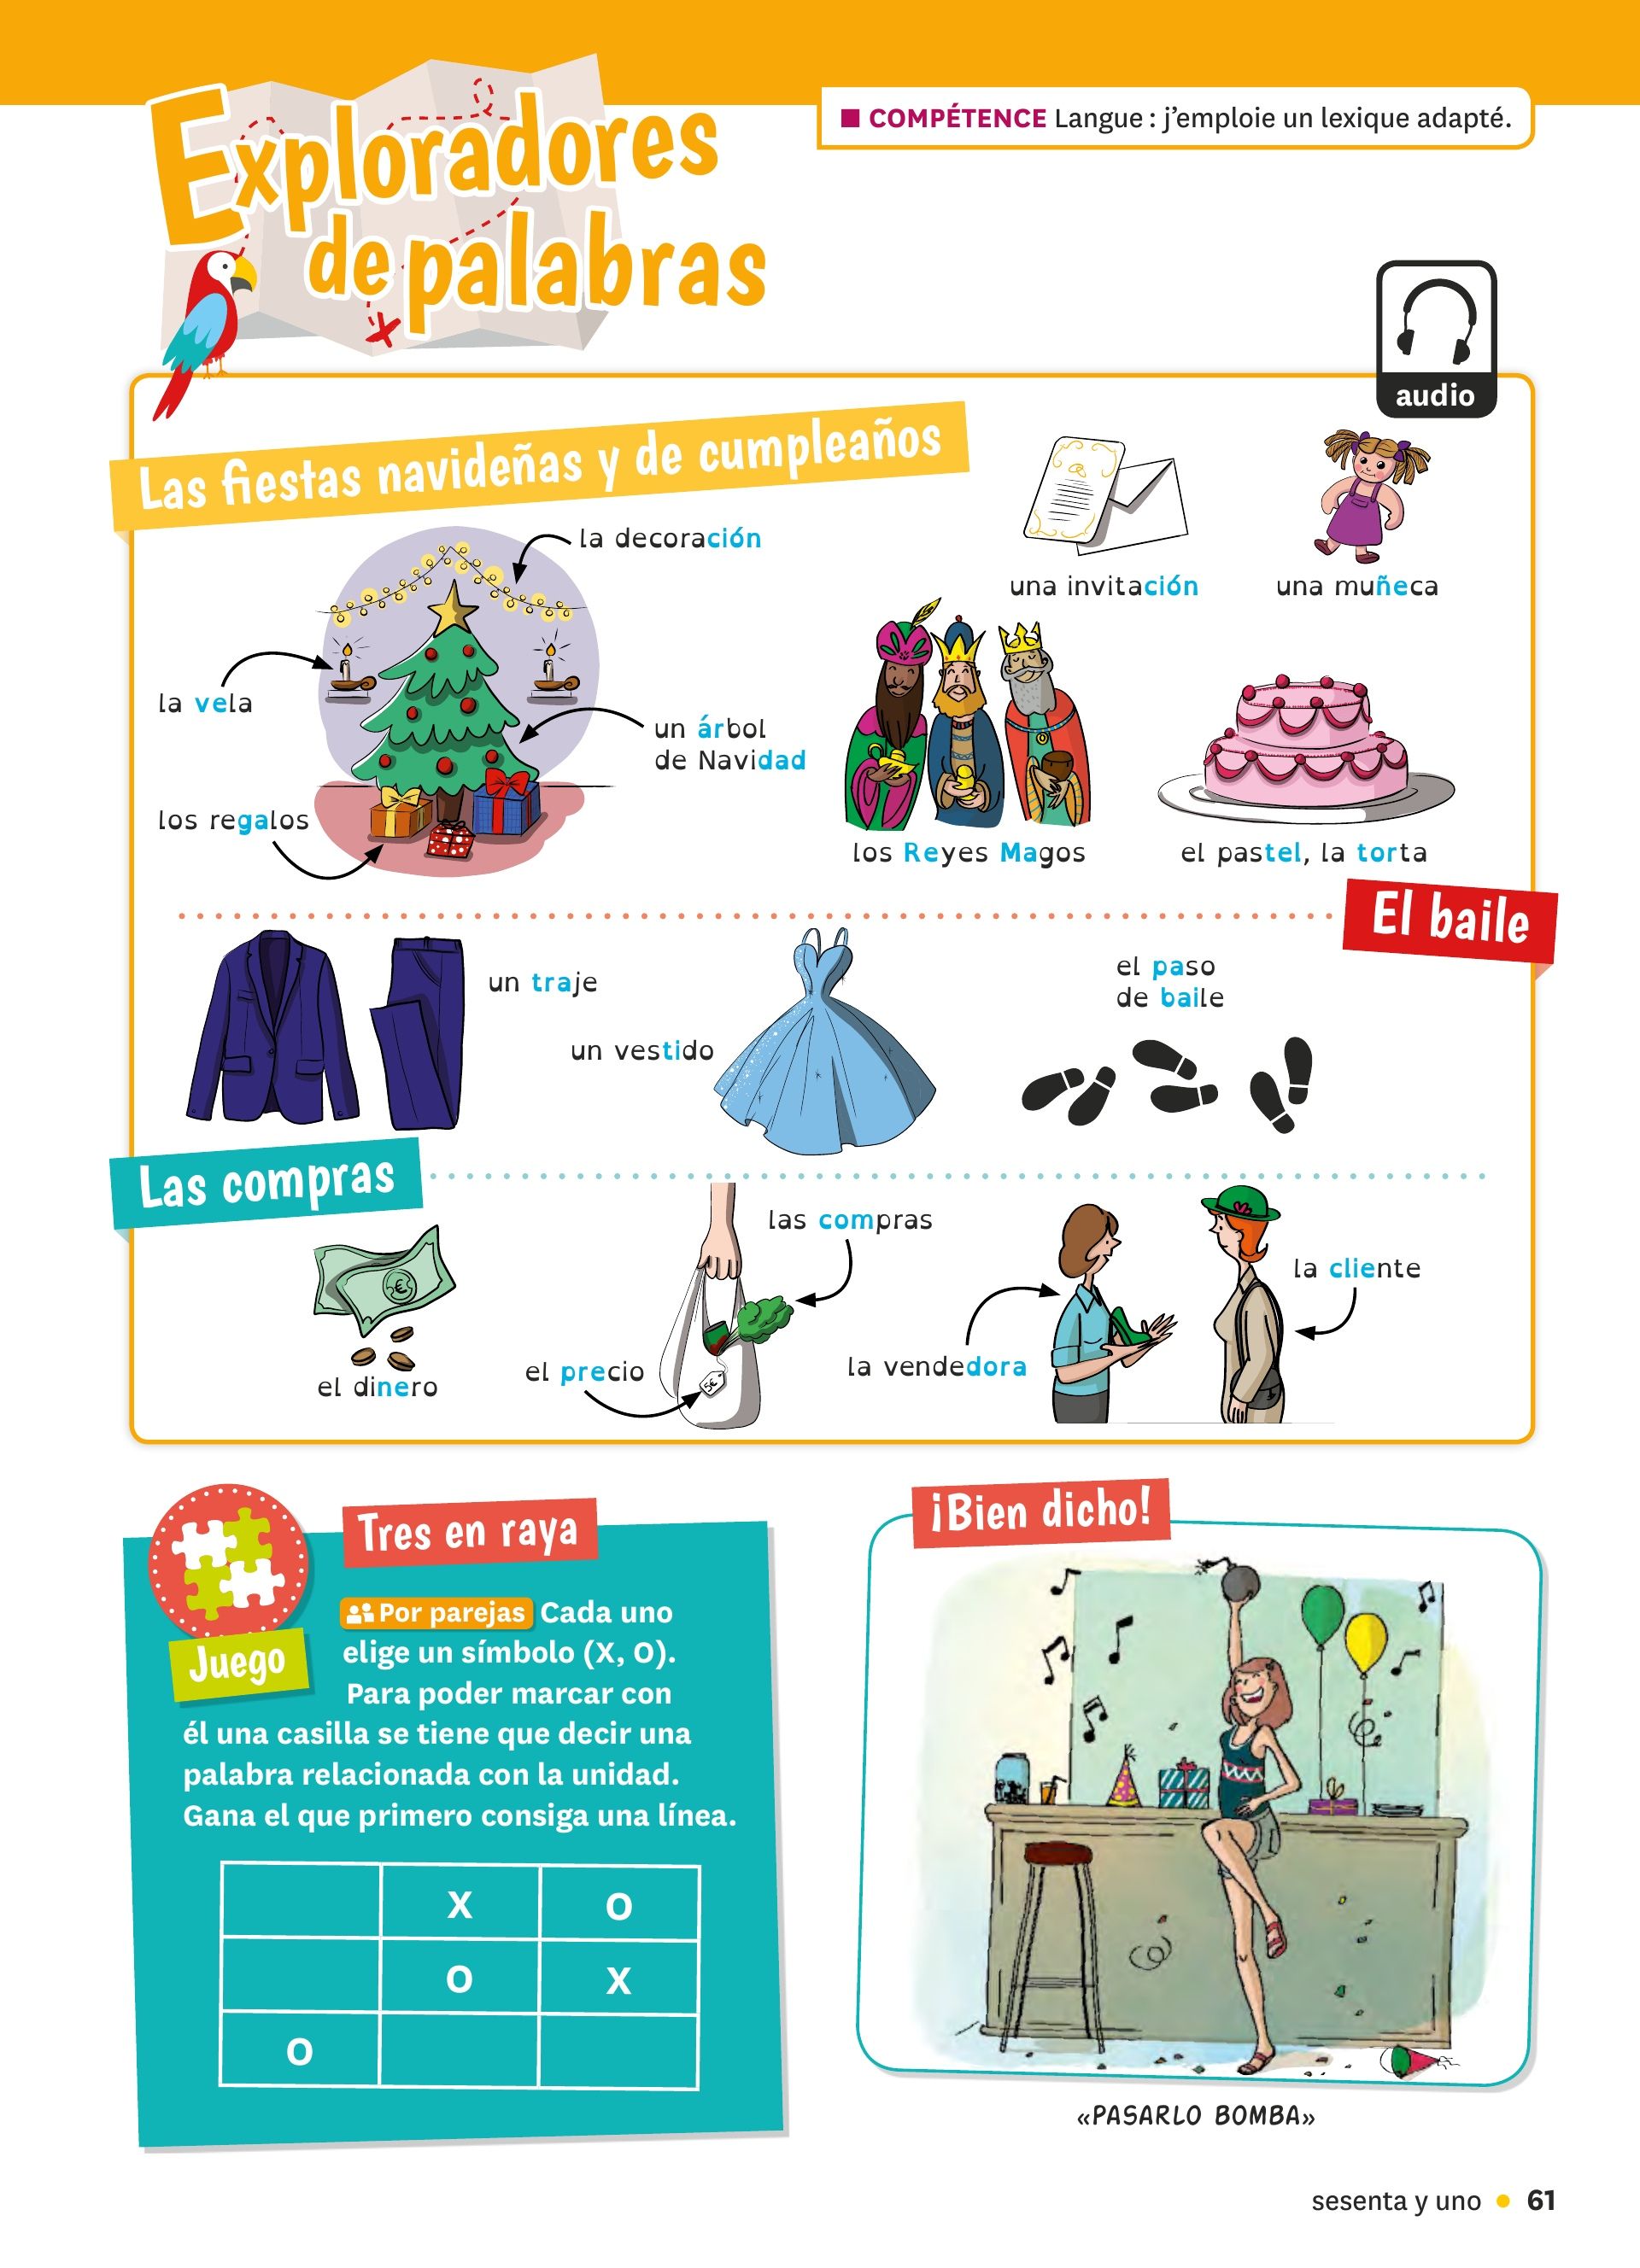 Exploradores
de palabras
■ COMPÉTENCE Langue : j'emploie un lexique adapté.
audio
Las fiestas navideñas y de cumpleaños
la decoración
la vela
un árbol
de Navidad
los regalos
una invitación
una muñeca
los Reyes Magos
el pastel, la torta
El baile
un traje
un vestido
el paso
de baile
Las compras
€
el dinero
las compras
el precio
5€
la vendedora
la cliente
Juego
Tres en raya
Por parejas Cada uno
elige un símbolo (X, O).
Para poder marcar con
él una casilla se tiene que decir una
palabra relacionada con la unidad.
Gana el que primero consiga una línea.
X O
O X
O
¡Bien dicho!
«PASARLO BOMBA»
sesenta y uno • 61